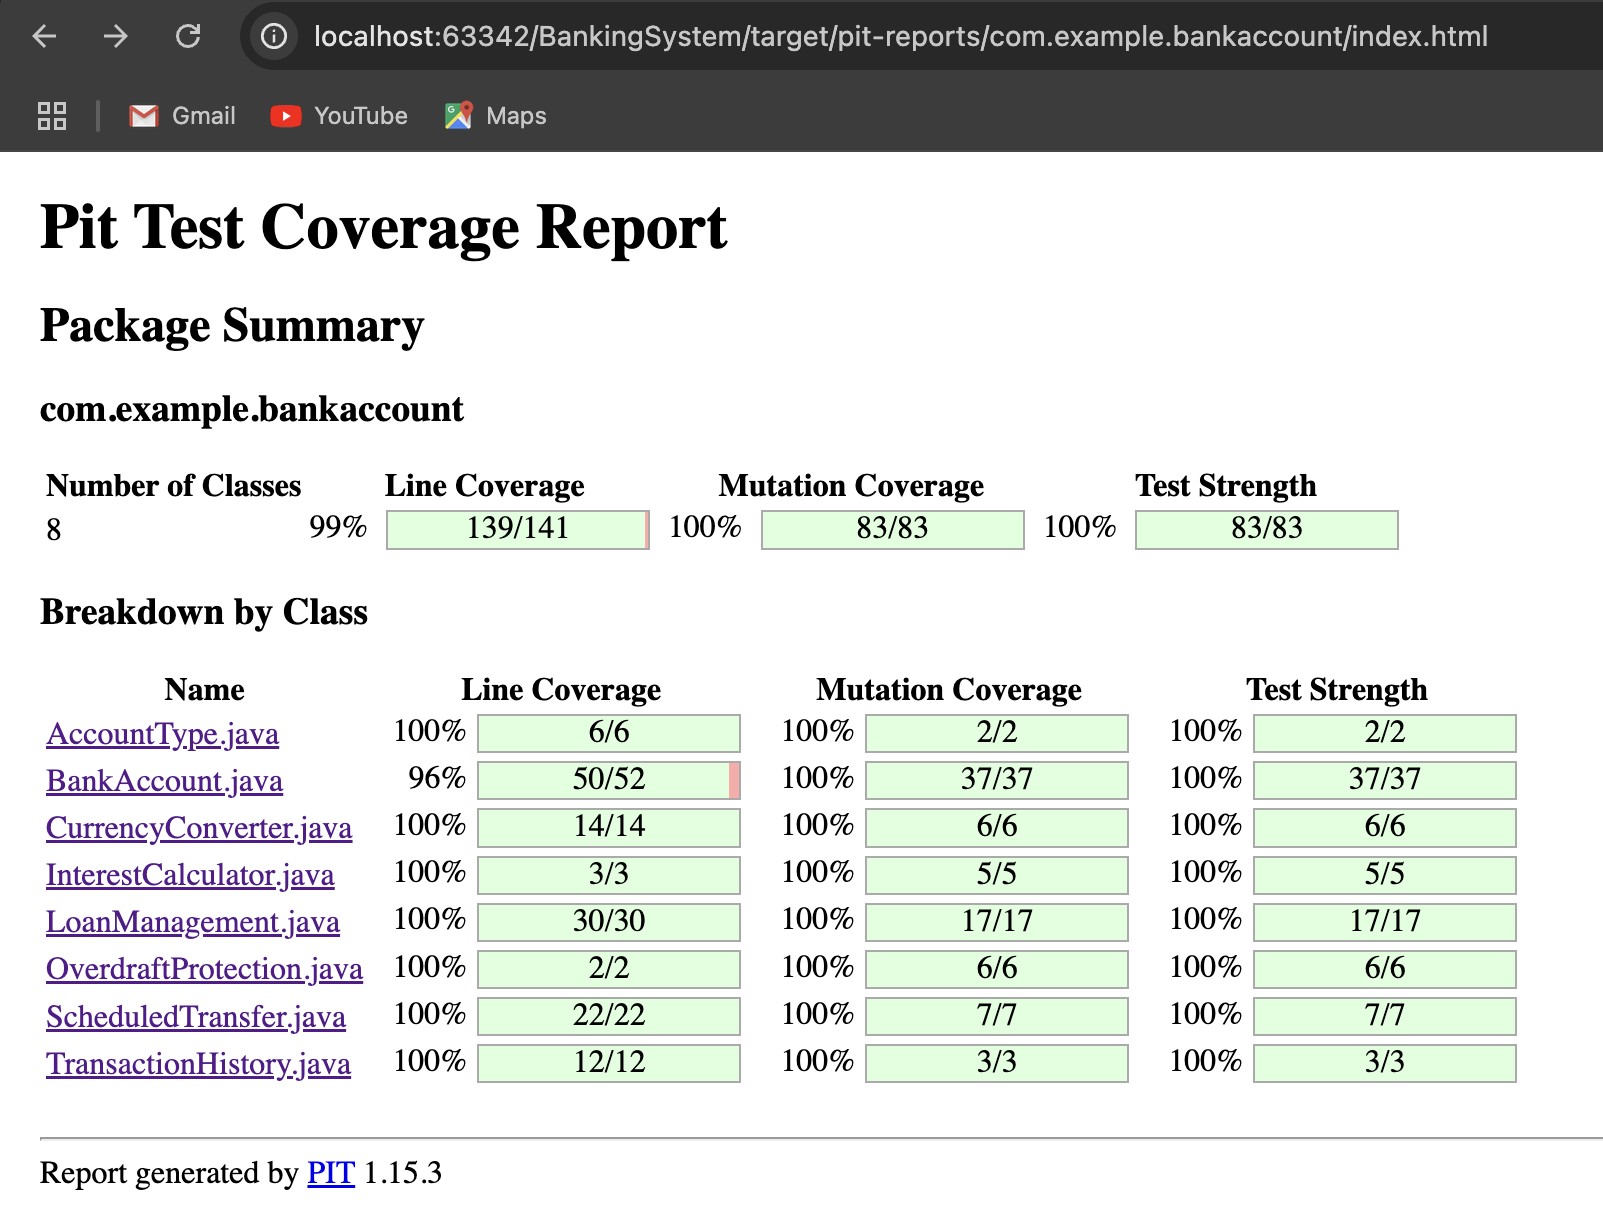 localhost:63342/BankingSystem/target/pit-reports/com.example.bankaccount/index.html
Gmail YouTube Maps
Pit Test Coverage Report
Package Summary
com.example.bankaccount
Number of Classes Line Coverage Mutation Coverage Test Strength
8 99% 139/141 100% 83/83 100% 83/83
Breakdown by Class
Name Line Coverage Mutation Coverage Test Strength
AccountType.java 100% 6/6 100% 2/2 100% 2/2
BankAccount.java 96% 50/52 100% 37/37 100% 37/37
CurrencyConverter.java 100% 14/14 100% 6/6 100% 6/6
InterestCalculator.java 100% 3/3 100% 5/5 100% 5/5
LoanManagement.java 100% 30/30 100% 17/17 100% 17/17
OverdraftProtection.java 100% 2/2 100% 6/6 100% 6/6
ScheduledTransfer.java 100% 22/22 100% 7/7 100% 7/7
TransactionHistory.java 100% 12/12 100% 3/3 100% 3/3
Report generated by PIT 1.15.3